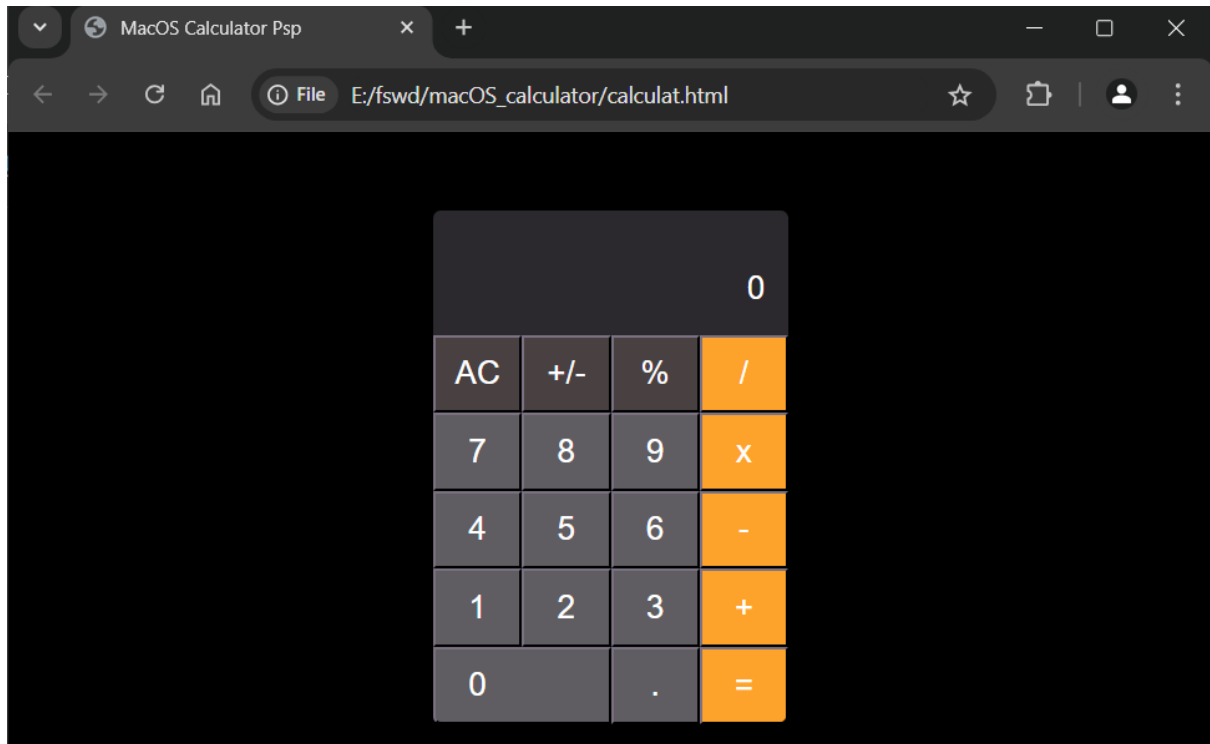 MacOS Calculator Psp
File E:/fswd/macOS_calculator/calculat.html
0
AC +/- % /
7 8 9 x
4 5 6 -
1 2 3 +
0 . =